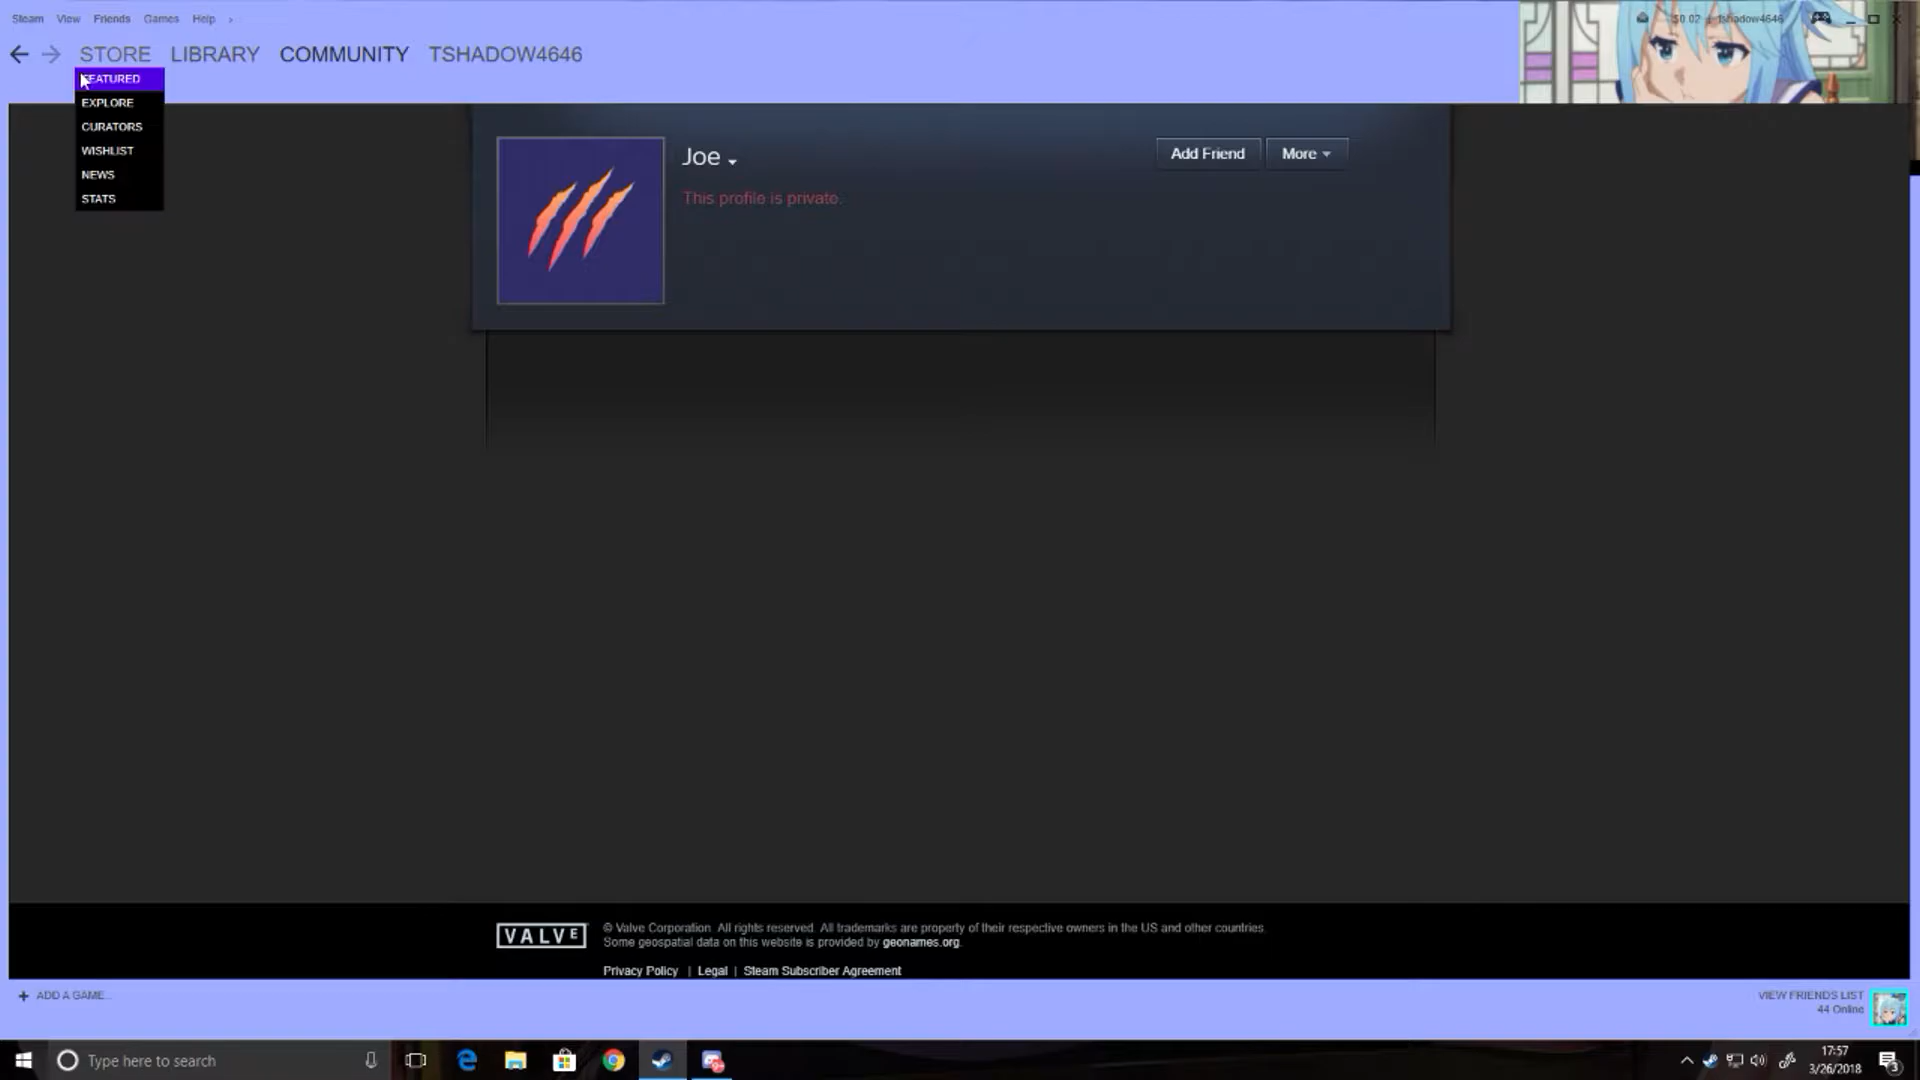 Steam View Friends Games Help >
$0.02 tshadow4646
STORE LIBRARY COMMUNITY TSHADOW4646
FEATURED
EXPLORE
CURATORS
WISHLIST
NEWS
STATS
Joe
Add Friend
More
This profile is private.
VALVE
© Valve Corporation. All rights reserved. All trademarks are property of their respective owners in the US and other countries.
Some geospatial data on this website is provided by geonames.org.
Privacy Policy | Legal | Steam Subscriber Agreement
+ ADD A GAME...
VIEW FRIENDS LIST
44 Online
Type here to search
17:57
3/26/2018
3